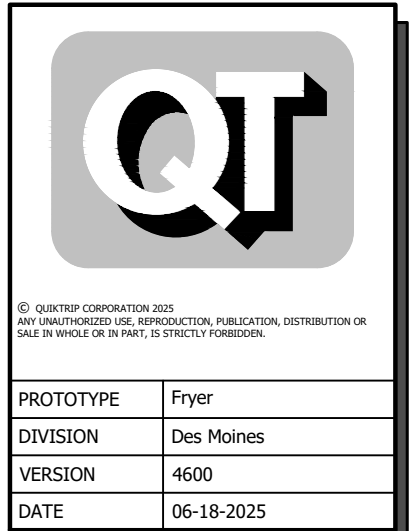 QT
© QUIKTRIP CORPORATION 2025
ANY UNAUTHORIZED USE, REPRODUCTION, PUBLICATION, DISTRIBUTION OR
SALE IN WHOLE OR IN PART, IS STRICTLY FORBIDDEN.
PROTOTYPE Fryer
DIVISION Des Moines
VERSION 4600
DATE 06-18-2025